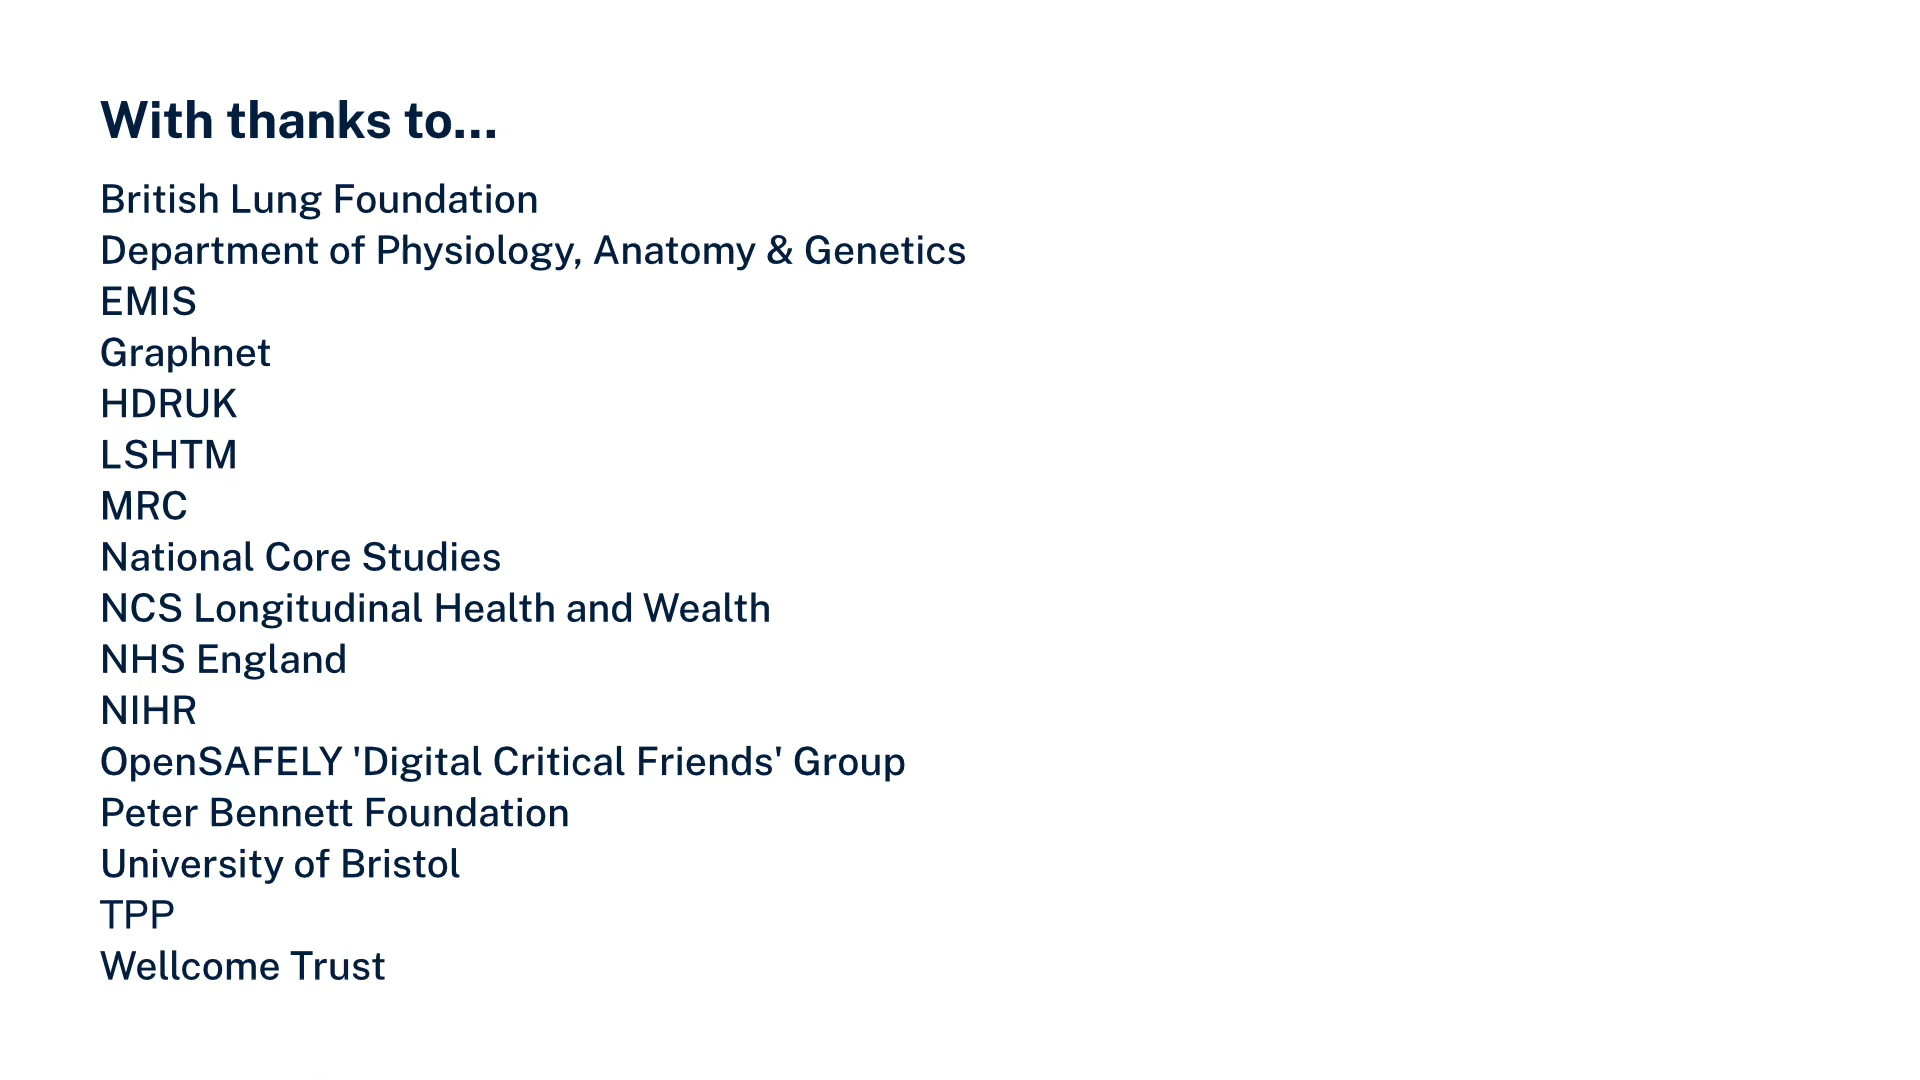 With thanks to...
British Lung Foundation
Department of Physiology, Anatomy & Genetics
EMIS
Graphnet
HDRUK
LSHTM
MRC
National Core Studies
NCS Longitudinal Health and Wealth
NHS England
NIHR
OpenSAFELY 'Digital Critical Friends' Group
Peter Bennett Foundation
University of Bristol
TPP
Wellcome Trust